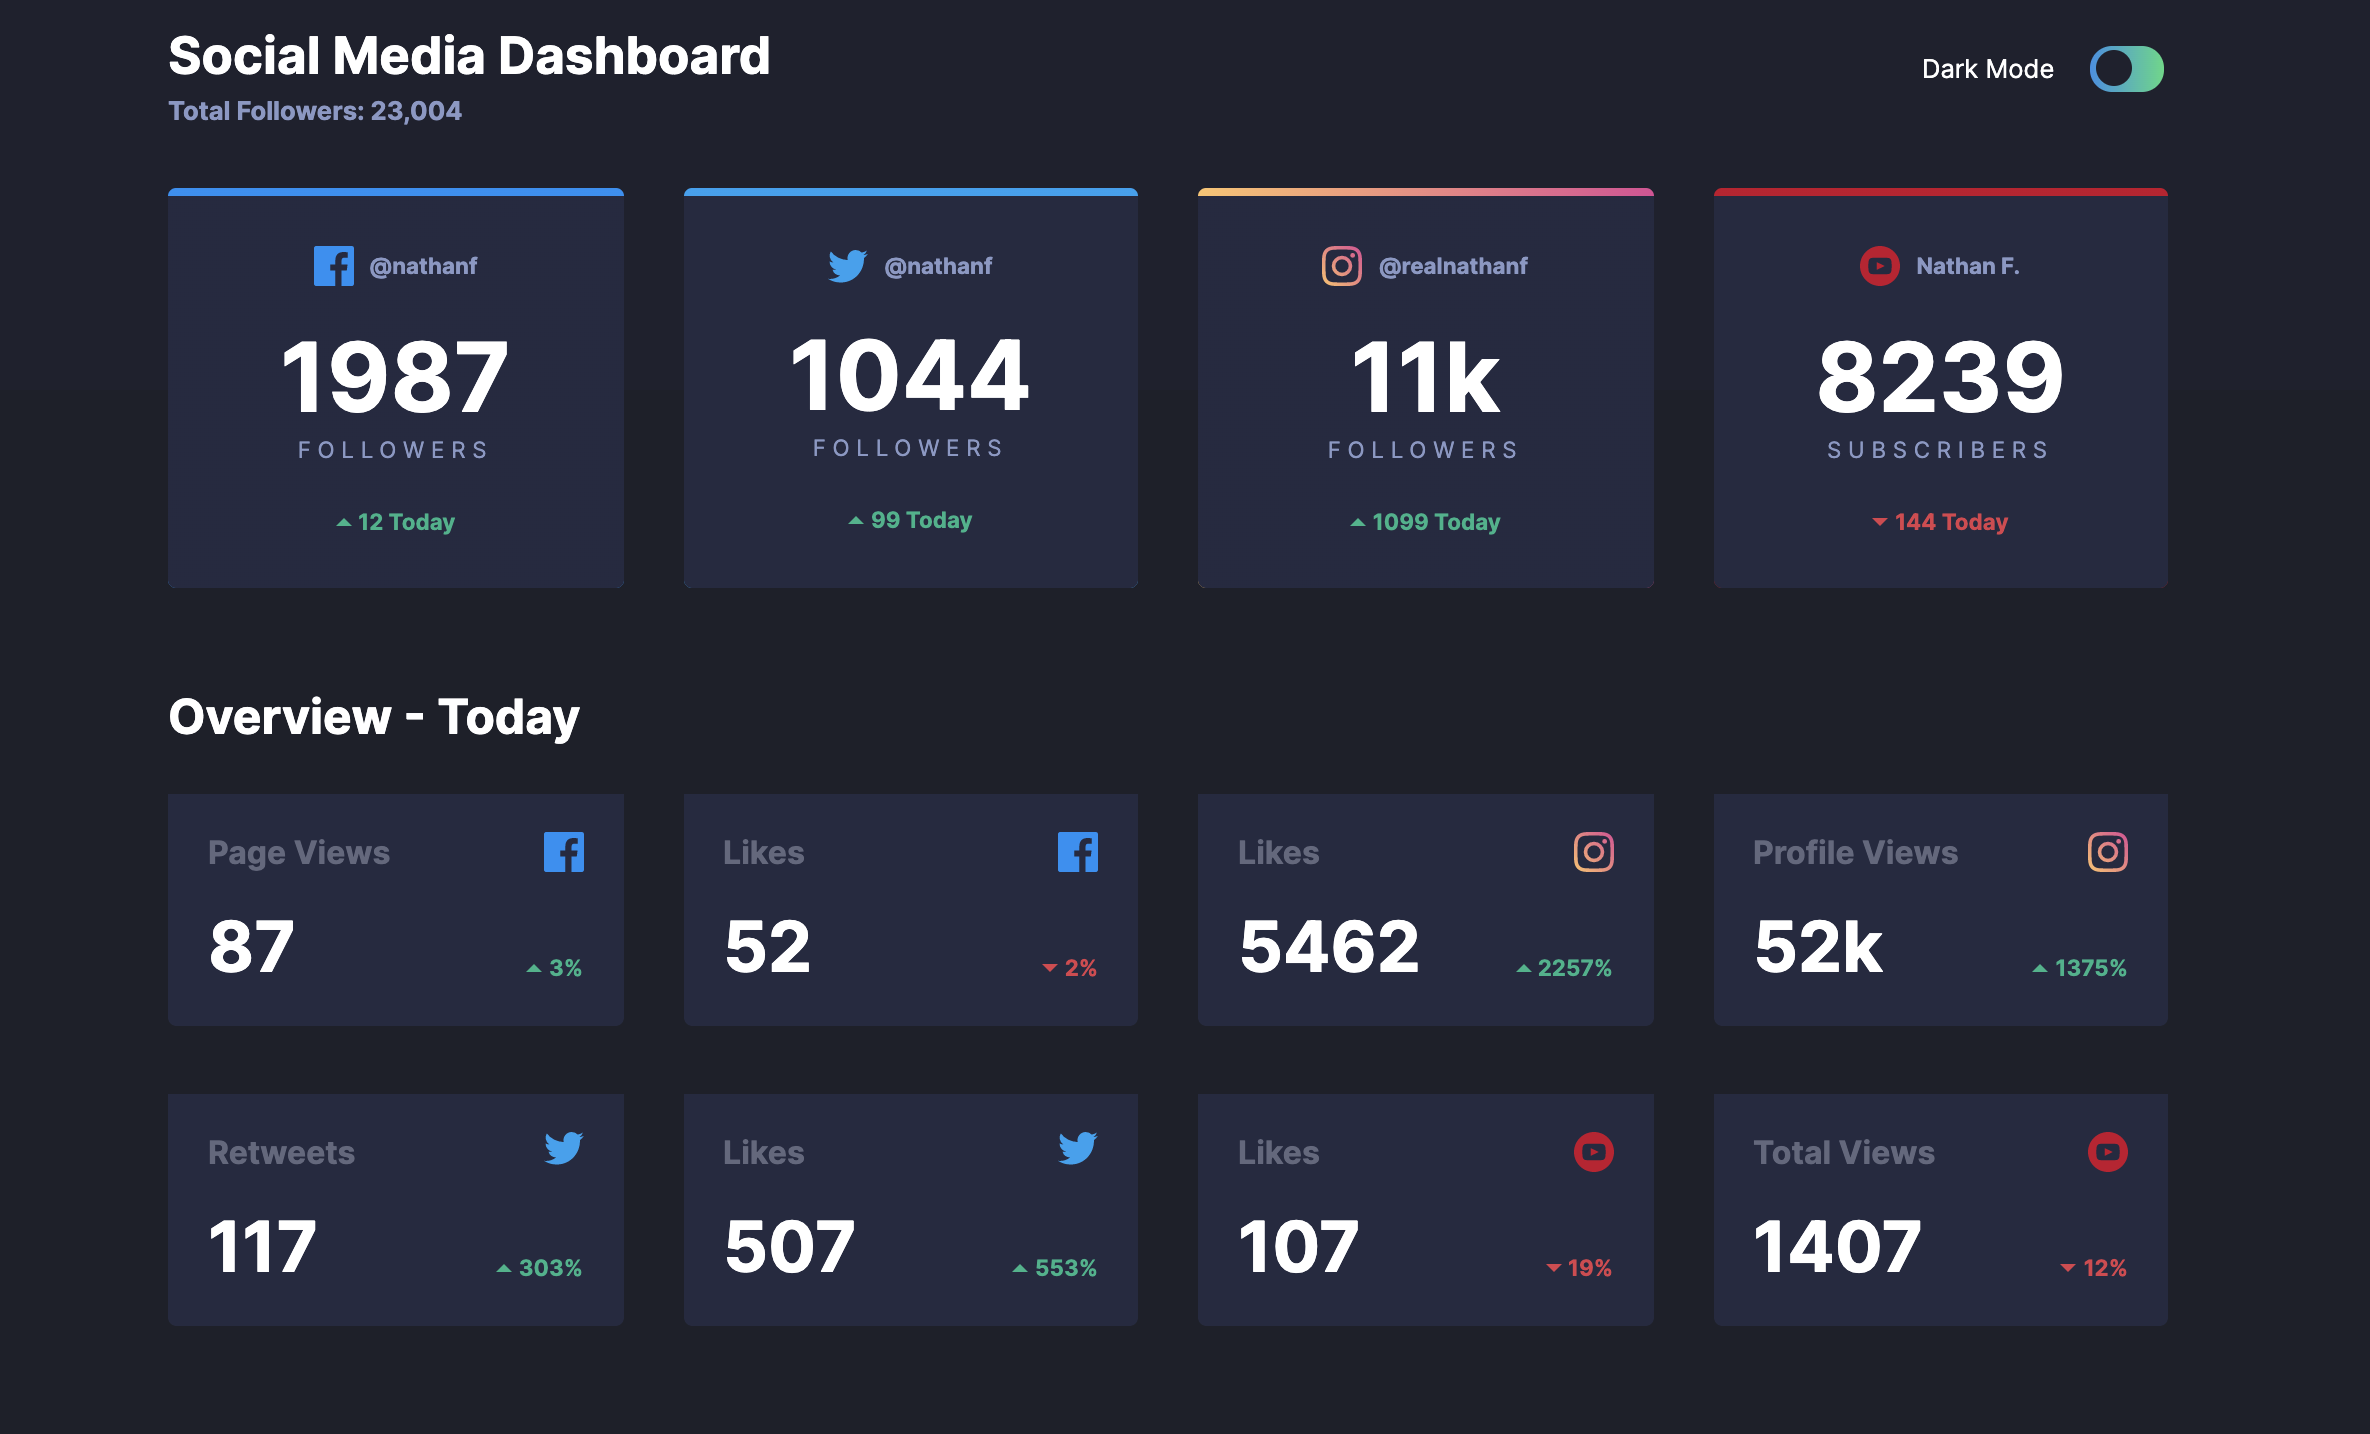 Social Media Dashboard
Total Followers: 23,004
Dark Mode
@nathanf
1987
FOLLOWERS
12 Today
@nathanf
1044
FOLLOWERS
99 Today
@realnathanf
11k
FOLLOWERS
1099 Today
Nathan F.
8239
SUBSCRIBERS
144 Today
Overview - Today
Page Views
87
3%
Likes
52
2%
Likes
5462
2257%
Profile Views
52k
1375%
Retweets
117
303%
Likes
507
553%
Likes
107
19%
Total Views
1407
12%